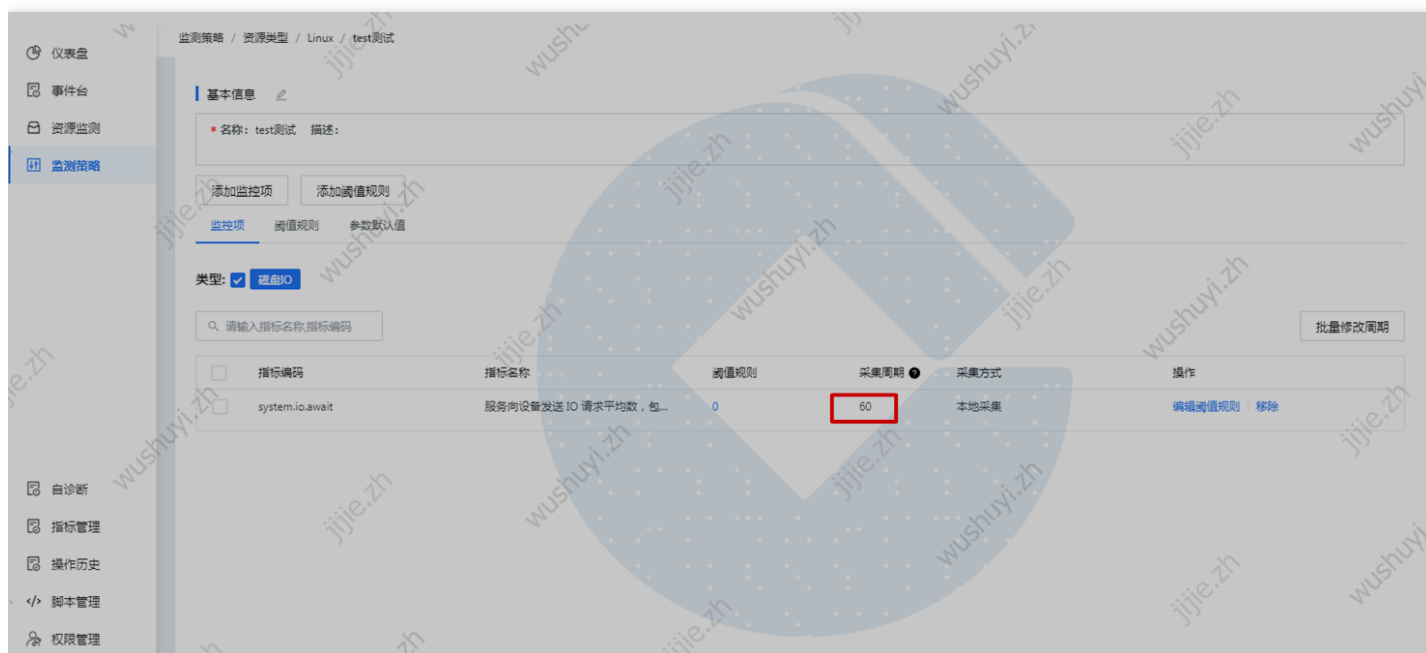 监测策略 / 资源类型 / Linux / test测试
仪表盘
事件台
资源监测
监测策略
自诊断
指标管理
操作历史
脚本管理
权限管理
基本信息
* 名称: test测试 描述:
添加监控项 添加阈值规则
监控项 阈值规则 参数默认值
类型: 磁盘IO
请输入指标名称,指标编码
批量修改周期
指标编码 指标名称 阈值规则 采集周期 采集方式 操作
system.io.await 服务向设备发送 IO 请求平均数，包... 0 60 本地采集 编辑阈值规则 移除
jijie.zh
wushuyi.zh